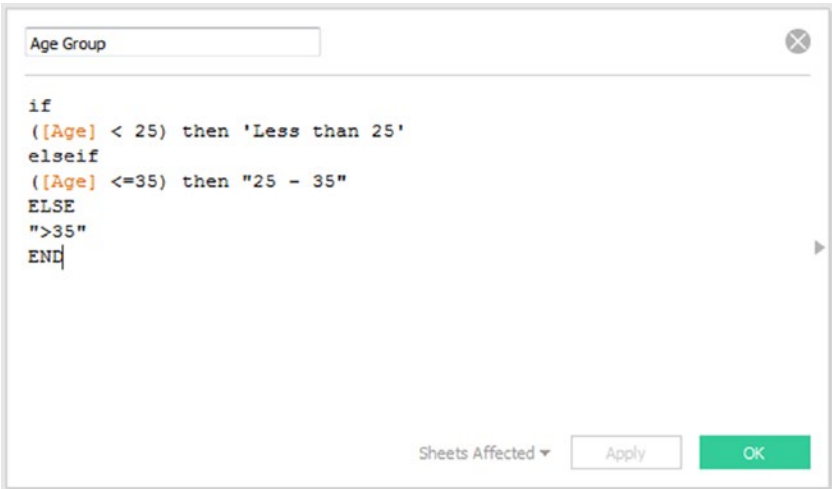 Age Group
if
([Age] < 25) then 'Less than 25'
elseif
([Age] <=35) then "25 - 35"
ELSE
">35"
END
Sheets Affected Apply OK